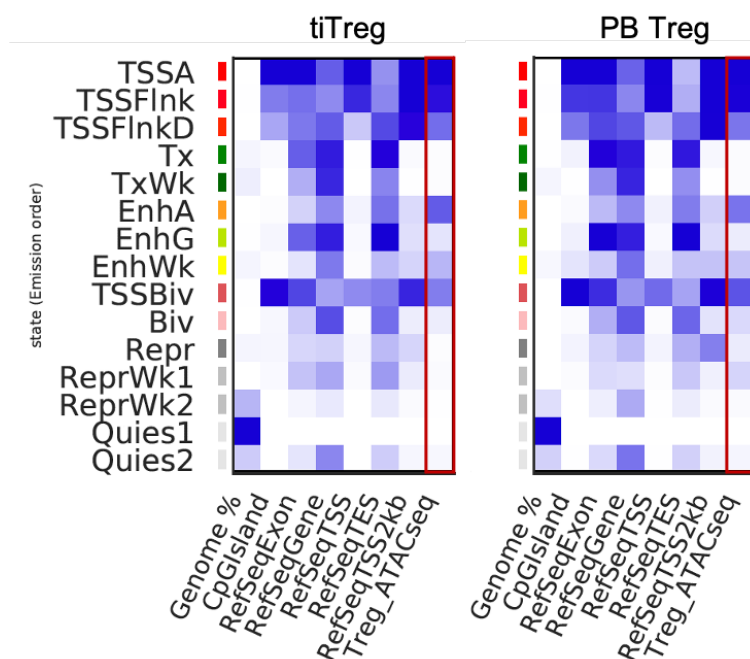 tiTreg
PB Treg
state (Emission order)
TSSA
TSSFlnk
TSSFlnkD
Tx
TxWk
EnhA
EnhG
EnhWk
TSSBiv
Biv
Repr
ReprWk1
ReprWk2
Quies1
Quies2
Genome %
CpGIsland
RefSeqExon
RefSeqGene
RefSeqTSS
RefSeqTES
RefSeqTSS2kb
Treg_ATACseq
Genome %
CpGIsland
RefSeqExon
RefSeqGene
RefSeqTSS
RefSeqTES
RefSeqTSS2kb
Treg_ATACseq